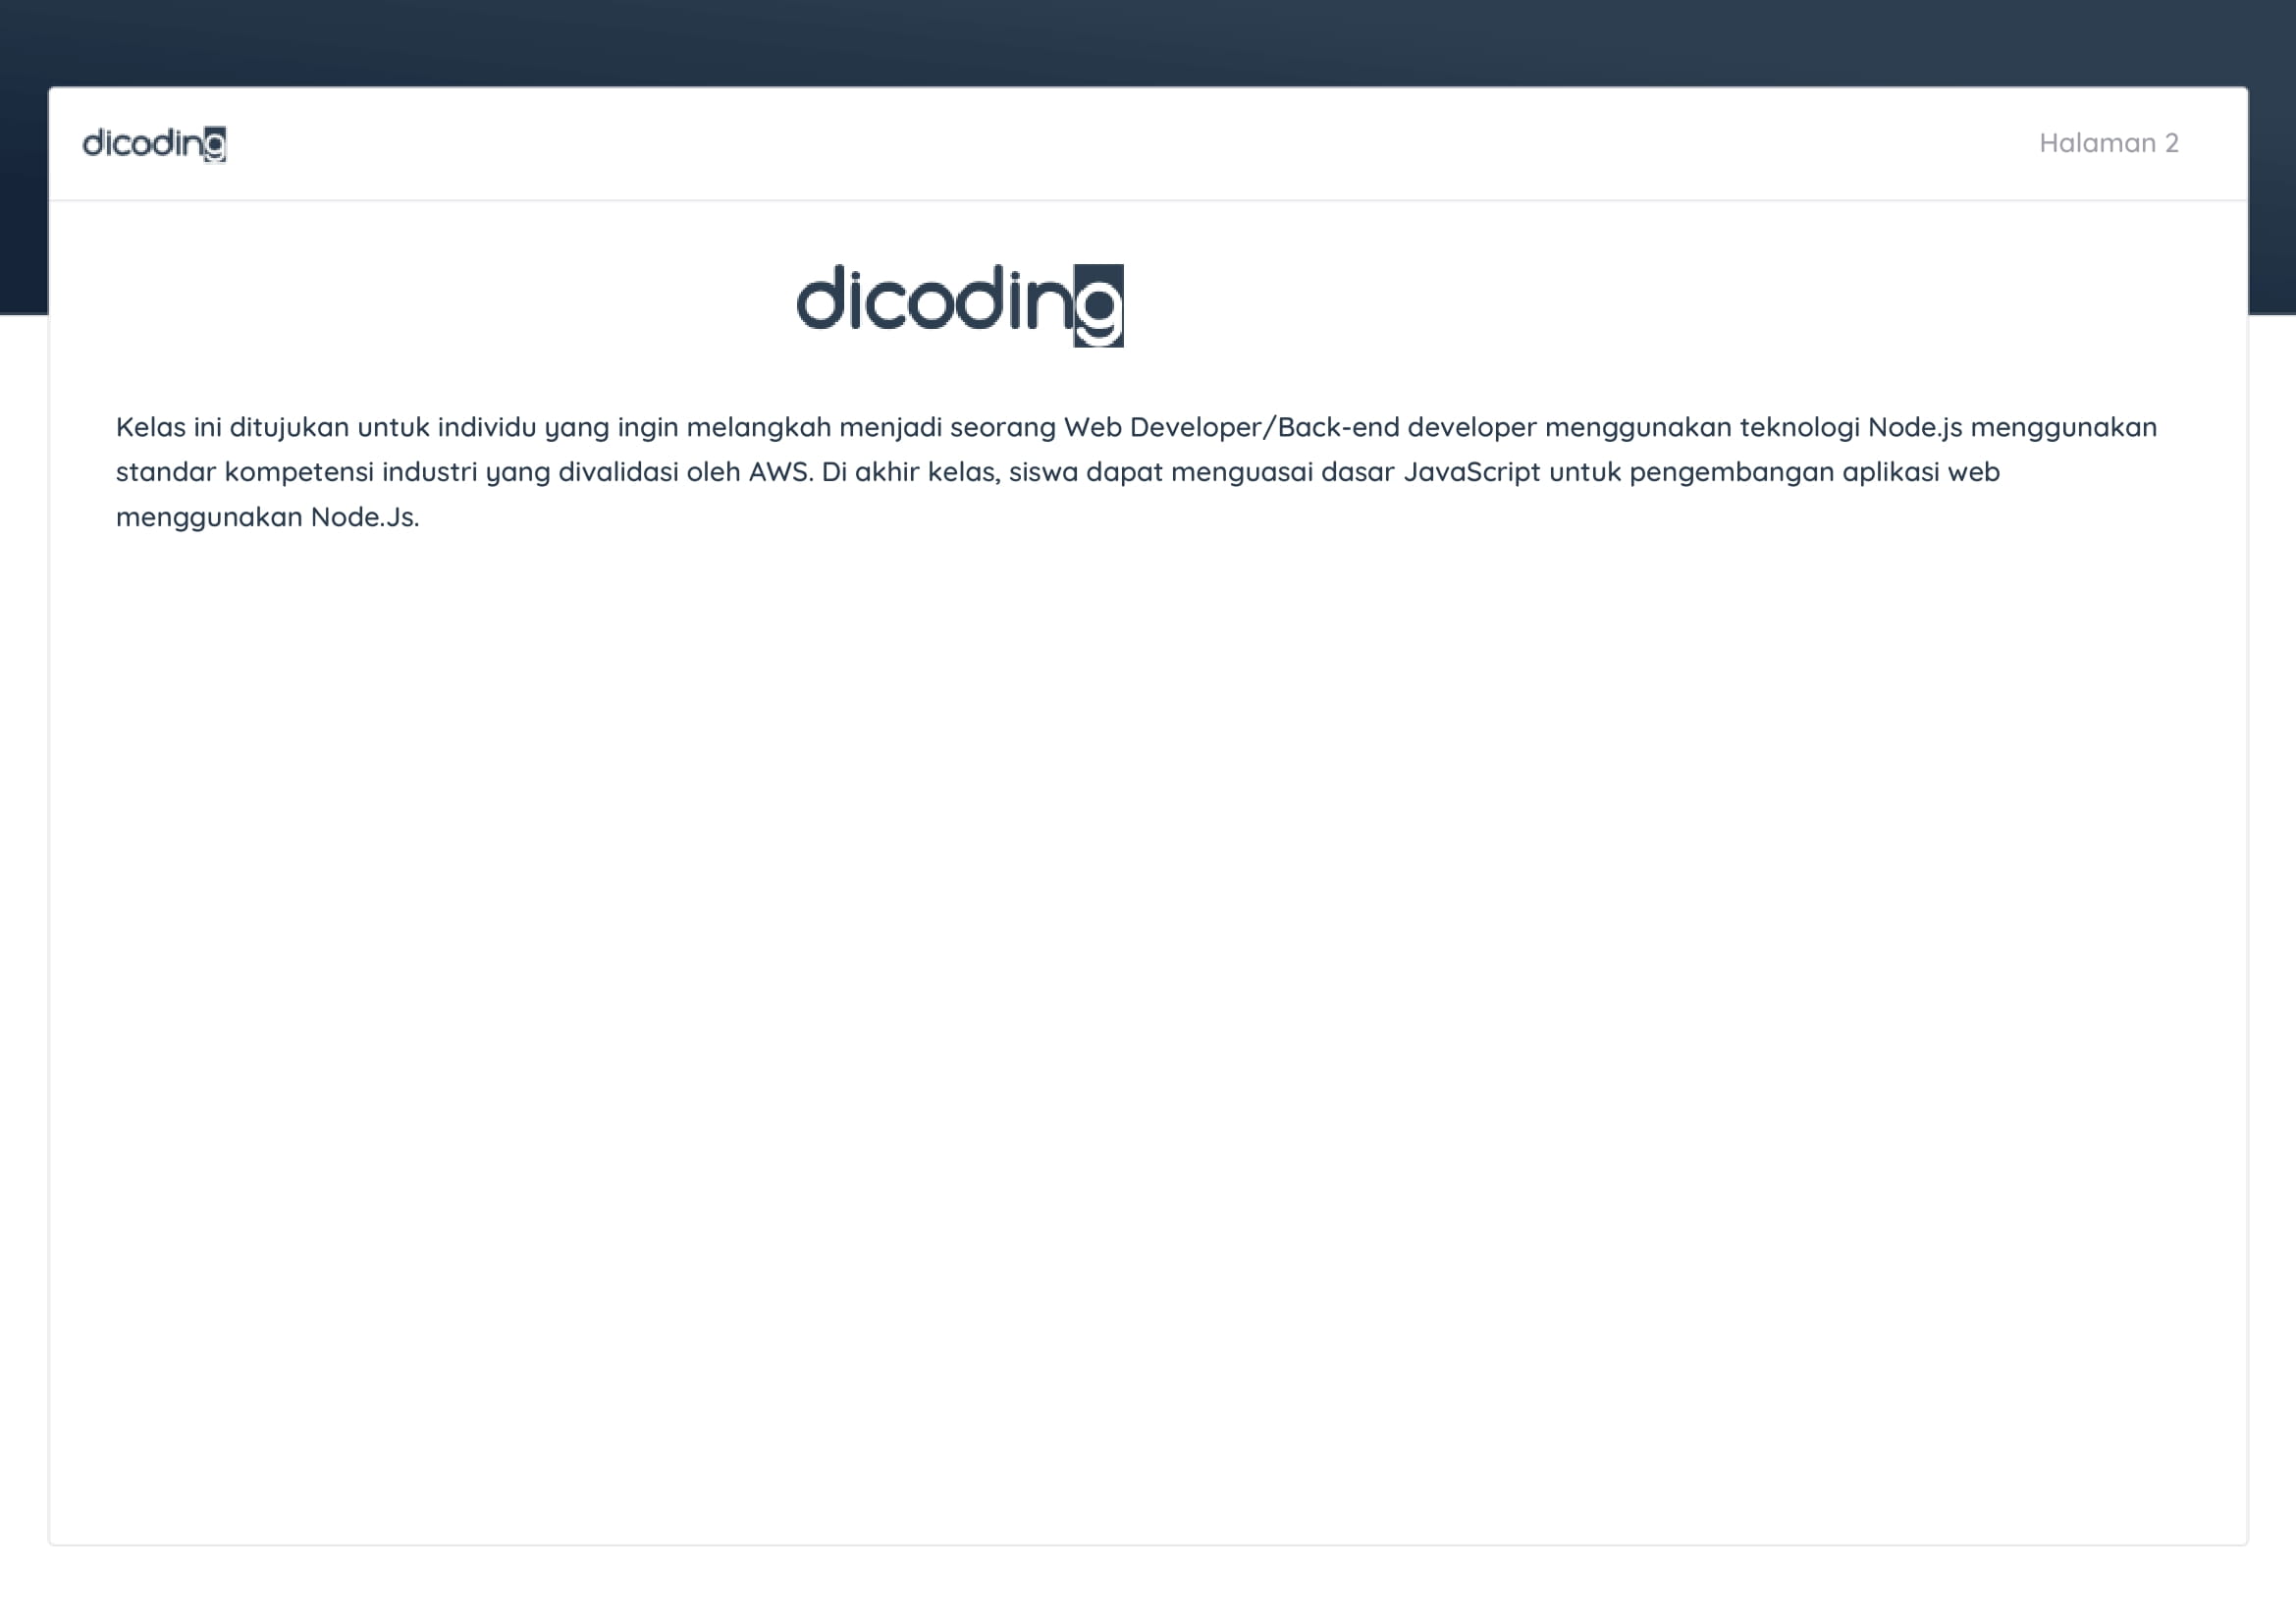 dicoding
Halaman 2
dicoding
Kelas ini ditujukan untuk individu yang ingin melangkah menjadi seorang Web Developer/Back-end developer menggunakan teknologi Node.js menggunakan
standar kompetensi industri yang divalidasi oleh AWS. Di akhir kelas, siswa dapat menguasai dasar JavaScript untuk pengembangan aplikasi web
menggunakan Node.Js.